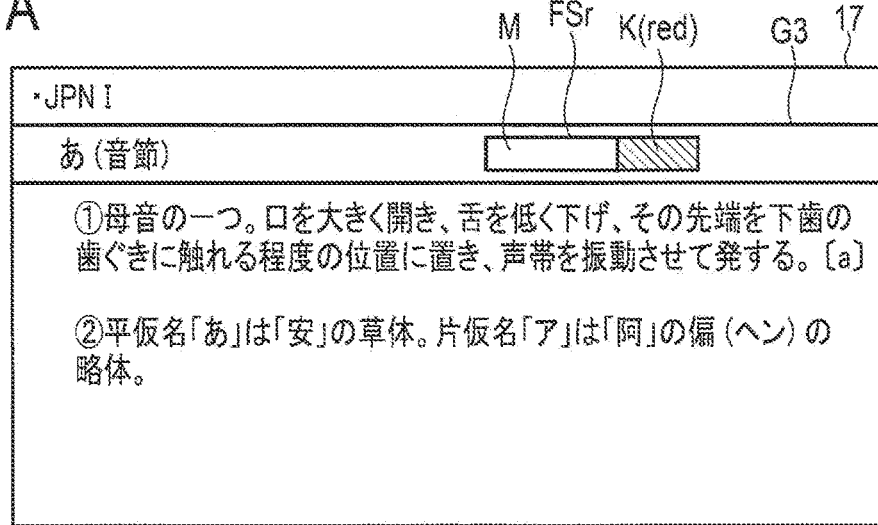 A
M FSr K(red) G3 17
・JPN I
あ (音節)
①母音の一つ。口を大きく開き、舌を低く下げ、その先端を下歯の
歯ぐきに触れる程度の位置に置き、声帯を振動させて発する。〔a〕
②平仮名「あ」は「安」の草体。片仮名「ア」は「阿」の偏 (ヘン) の
略体。